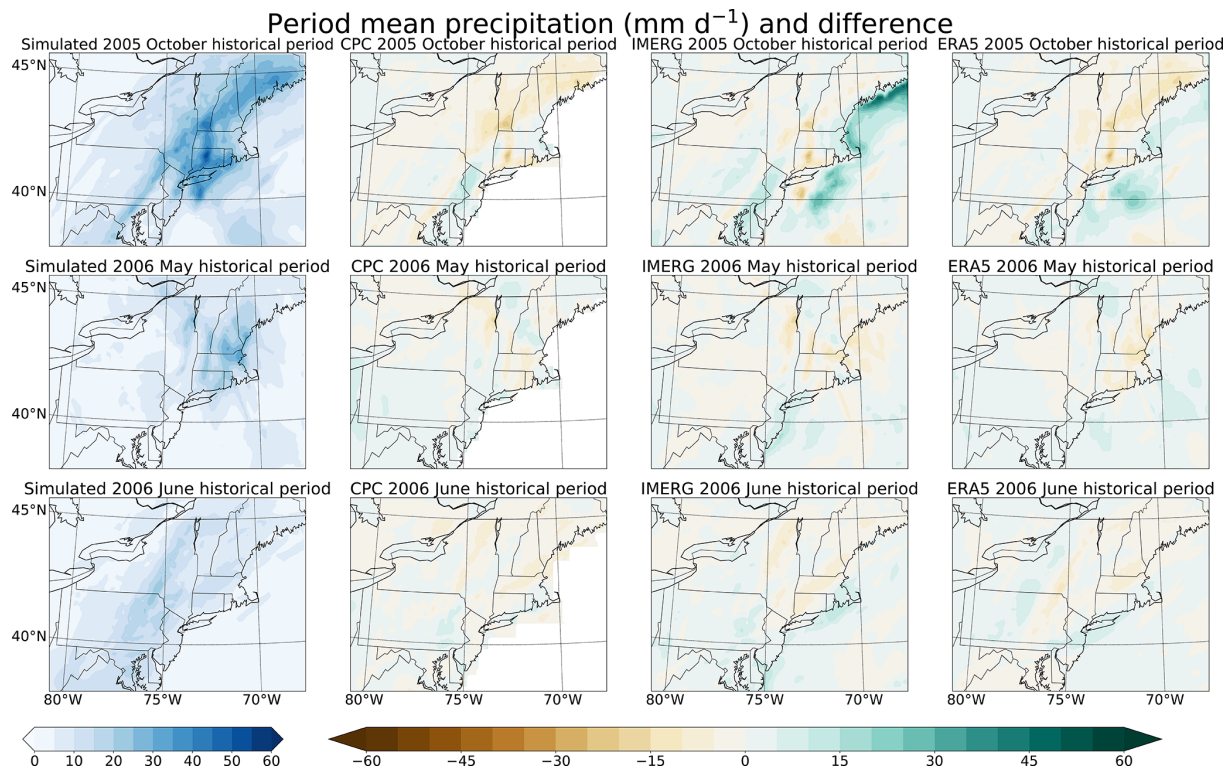 Period mean precipitation (mm d⁻¹) and difference
Simulated 2005 October historical period CPC 2005 October historical period IMERG 2005 October historical period ERA5 2005 October historical period
45°N
40°N
Simulated 2006 May historical period CPC 2006 May historical period IMERG 2006 May historical period ERA5 2006 May historical period
45°N
40°N
Simulated 2006 June historical period CPC 2006 June historical period IMERG 2006 June historical period ERA5 2006 June historical period
45°N
40°N
80°W 75°W 70°W 80°W 75°W 70°W 80°W 75°W 70°W 80°W 75°W 70°W
0 10 20 30 40 50 60 −60 −45 −30 −15 0 15 30 45 60